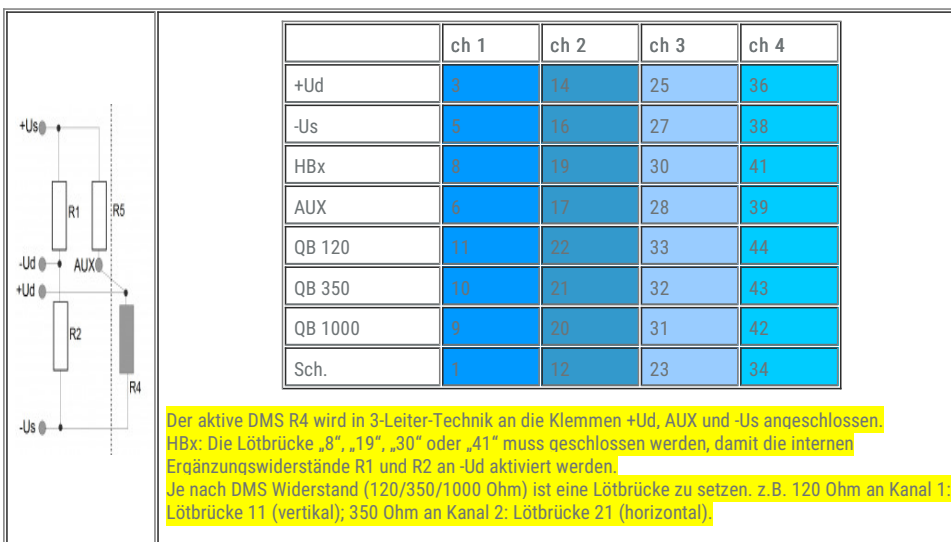 +Us
R1
R5
-Ud
AUX
+Ud
R2
R4
-Us
ch 1 ch 2 ch 3 ch 4
+Ud 3 14 25 36
-Us 5 16 27 38
HBx 8 19 30 41
AUX 6 17 28 39
QB 120 11 22 33 44
QB 350 10 21 32 43
QB 1000 9 20 31 42
Sch. 1 12 23 34
Der aktive DMS R4 wird in 3-Leiter-Technik an die Klemmen +Ud, AUX und -Us angeschlossen.
HBx: Die Lötbrücke „8“, „19“, „30“ oder „41“ muss geschlossen werden, damit die internen
Ergänzungswiderstände R1 und R2 an -Ud aktiviert werden.
Je nach DMS Widerstand (120/350/1000 Ohm) ist eine Lötbrücke zu setzen. z.B. 120 Ohm an Kanal 1:
Lötbrücke 11 (vertikal); 350 Ohm an Kanal 2: Lötbrücke 21 (horizontal).